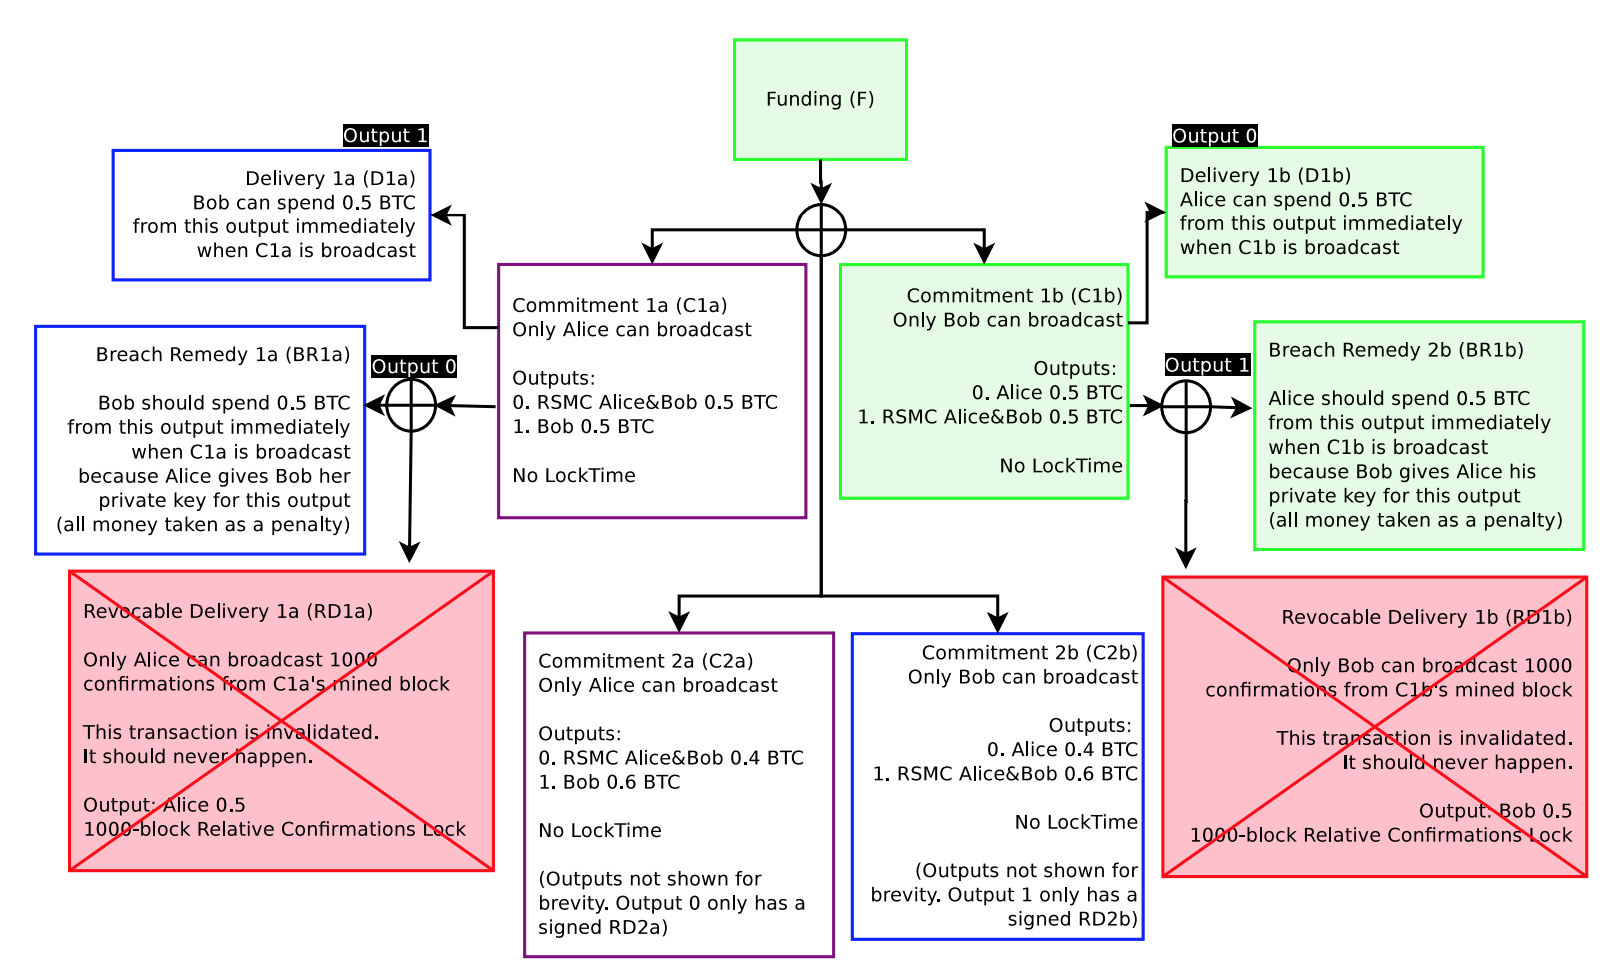 Funding (F)
Output 1
Delivery 1a (D1a)
Bob can spend 0.5 BTC
from this output immediately
when C1a is broadcast
Output 0
Delivery 1b (D1b)
Alice can spend 0.5 BTC
from this output immediately
when C1b is broadcast
Commitment 1a (C1a)
Only Alice can broadcast
Outputs:
0. RSMC Alice&Bob 0.5 BTC
1. Bob 0.5 BTC
No LockTime
Commitment 1b (C1b)
Only Bob can broadcast
Outputs:
0. Alice 0.5 BTC
1. RSMC Alice&Bob 0.5 BTC
No LockTime
Output 0
Breach Remedy 1a (BR1a)
Bob should spend 0.5 BTC
from this output immediately
when C1a is broadcast
because Alice gives Bob her
private key for this output
(all money taken as a penalty)
Output 1
Breach Remedy 2b (BR1b)
Alice should spend 0.5 BTC
from this output immediately
when C1b is broadcast
because Bob gives Alice his
private key for this output
(all money taken as a penalty)
Revocable Delivery 1a (RD1a)
Only Alice can broadcast 1000
confirmations from C1a's mined block
This transaction is invalidated.
It should never happen.
Output: Alice 0.5
1000-block Relative Confirmations Lock
Commitment 2a (C2a)
Only Alice can broadcast
Outputs:
0. RSMC Alice&Bob 0.4 BTC
1. Bob 0.6 BTC
No LockTime
(Outputs not shown for
brevity. Output 0 only has a
signed RD2a)
Commitment 2b (C2b)
Only Bob can broadcast
Outputs:
0. Alice 0.4 BTC
1. RSMC Alice&Bob 0.6 BTC
No LockTime
(Outputs not shown for
brevity. Output 1 only has a
signed RD2b)
Revocable Delivery 1b (RD1b)
Only Bob can broadcast 1000
confirmations from C1b's mined block
This transaction is invalidated.
It should never happen.
Output: Bob 0.5
1000-block Relative Confirmations Lock